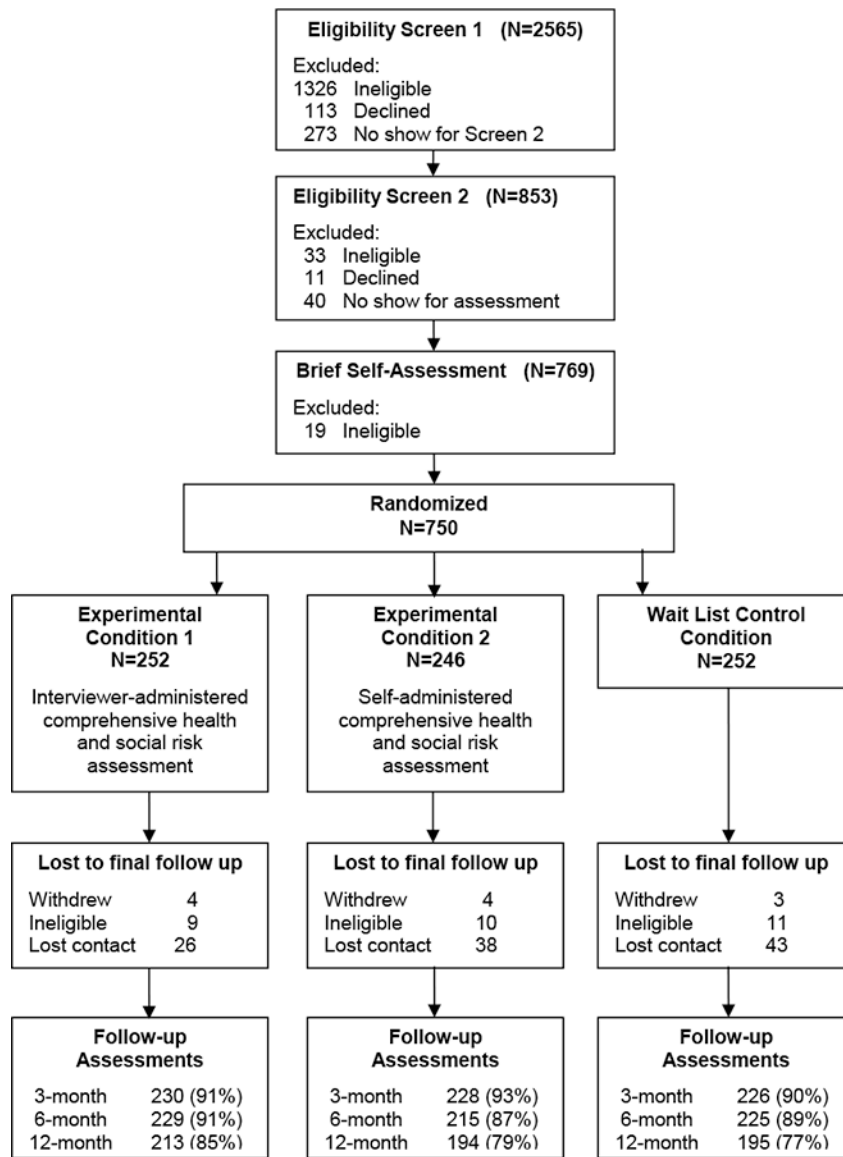 Eligibility Screen 1 (N=2565)
Excluded:
1326 Ineligible
113 Declined
273 No show for Screen 2
Eligibility Screen 2 (N=853)
Excluded:
33 Ineligible
11 Declined
40 No show for assessment
Brief Self-Assessment (N=769)
Excluded:
19 Ineligible
Randomized
N=750
Experimental
Condition 1
N=252
Interviewer-administered
comprehensive health
and social risk
assessment
Experimental
Condition 2
N=246
Self-administered
comprehensive health
and social risk
assessment
Wait List Control
Condition
N=252
Lost to final follow up
Withdrew 4
Ineligible 9
Lost contact 26
Lost to final follow up
Withdrew 4
Ineligible 10
Lost contact 38
Lost to final follow up
Withdrew 3
Ineligible 11
Lost contact 43
Follow-up
Assessments
3-month 230 (91%)
6-month 229 (91%)
12-month 213 (85%)
Follow-up
Assessments
3-month 228 (93%)
6-month 215 (87%)
12-month 194 (79%)
Follow-up
Assessments
3-month 226 (90%)
6-month 225 (89%)
12-month 195 (77%)